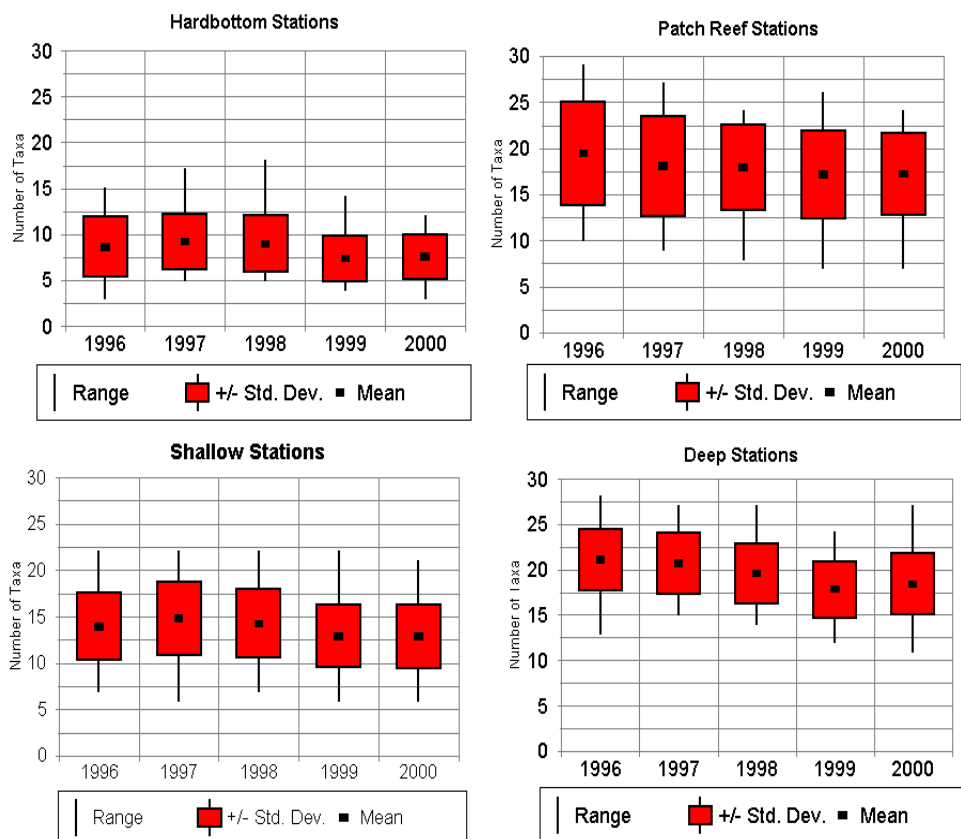 Hardbottom Stations
Number of Taxa
30
25
20
15
10
5
0
1996 1997 1998 1999 2000
Range +/- Std. Dev. Mean
Patch Reef Stations
Number of Taxa
30
25
20
15
10
5
0
1996 1997 1998 1999 2000
Range +/- Std. Dev. Mean
Shallow Stations
Number of Taxa
30
25
20
15
10
5
0
1996 1997 1998 1999 2000
Range +/- Std. Dev. Mean
Deep Stations
Number of Taxa
30
25
20
15
10
5
0
1996 1997 1998 1999 2000
Range +/- Std. Dev. Mean